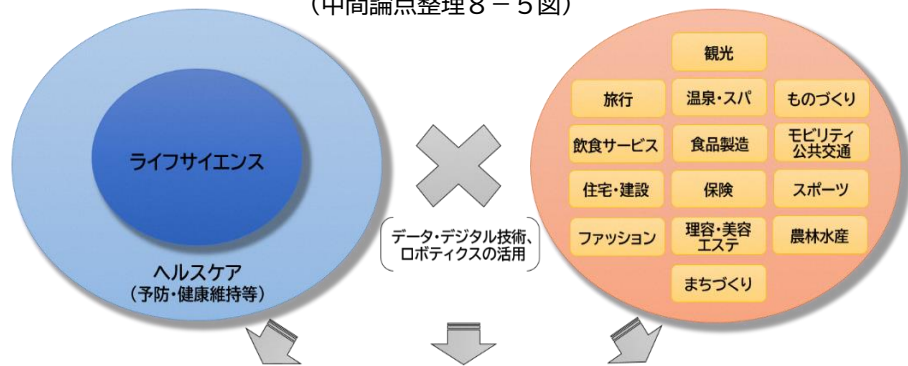 （中間論点整理８－５図）
ライフサイエンス
ヘルスケア
（予防・健康維持等）
データ・デジタル技術、
ロボティクスの活用
観光
旅行
温泉・スパ
ものづくり
飲食サービス
食品製造
モビリティ
公共交通
住宅・建設
保険
スポーツ
ファッション
理容・美容
エステ
農林水産
まちづくり